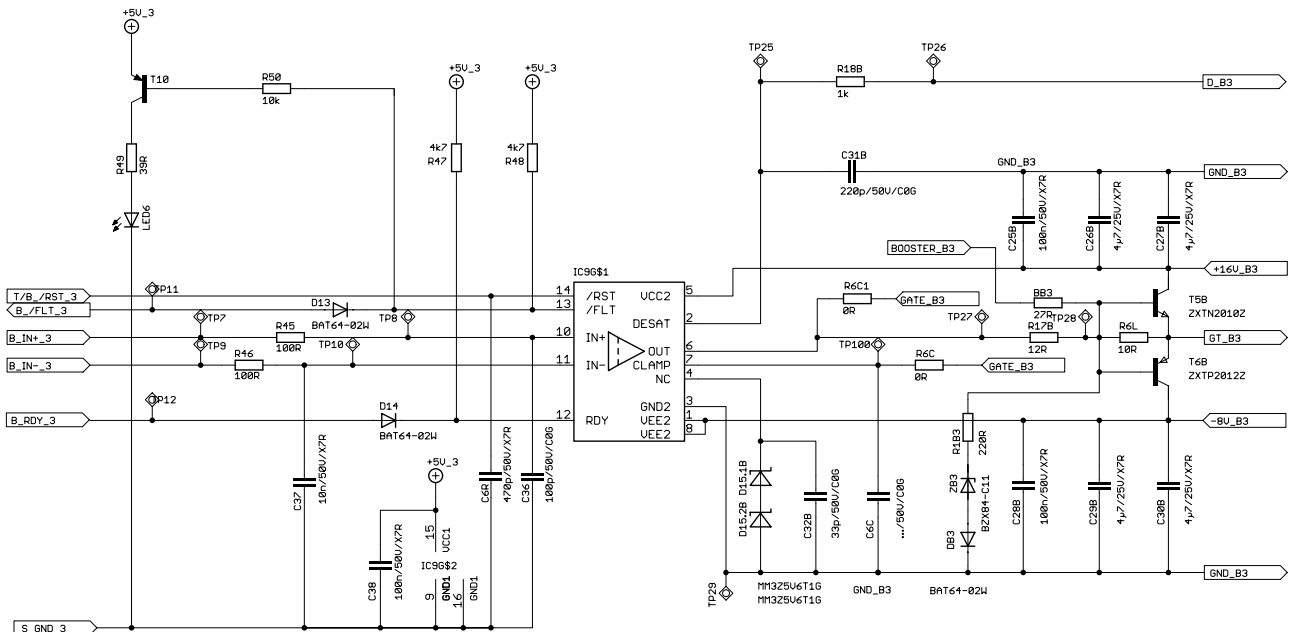 +5V_3
T10
R50
10k
+5V_3
+5V_3
TP25
TP26
R18B
1k
D_B3
R49
39R
4k7
R47
4k7
R48
C31B
220p/50V/C0G
GND_B3
GND_B3
LED6
C25B
100n/50V/X7R
C26B
4µ7/25V/X7R
C27B
4µ7/25V/X7R
BOOSTER_B3
IC9G$1
+16V_B3
T/B_/RST_3
TP11
14
/RST
VCC2
5
R6C1
0R
GATE_B3
BB3
27R
T5B
ZXTN2010Z
B_/FLT_3
D13
BAT64-02W
13
/FLT
TP7
TP8
DESAT
2
TP27
TP28
B_IN+_3
R45
100R
10
IN+
R17B
12R
R6L
10R
GT_B3
TP9
TP10
OUT
6
TP100
B_IN-_3
R46
100R
11
IN-
CLAMP
7
R6C
0R
GATE_B3
T6B
ZXTP2012Z
NC
4
TP12
D14
BAT64-02W
GND2
3
B_RDY_3
12
RDY
VEE2
1
VEE2
8
-8V_B3
R1B3
220R
C37
10n/50V/X7R
+5V_3
C6R
470p/50V/X7R
C36
100p/50V/C0G
D15.1B
D15.2B
C32B
33p/50V/C0G
C6C
.../50V/C0G
ZB3
BZX84-C11
DB3
C28B
100n/50V/X7R
C29B
4µ7/25V/X7R
C30B
4µ7/25V/X7R
15
VCC1
IC9G$2
C38
100n/50V/X7R
9
GND1
16
GND1
TP29
MM3Z5V6T1G
MM3Z5V6T1G
GND_B3
BAT64-02W
GND_B3
S_GND_3